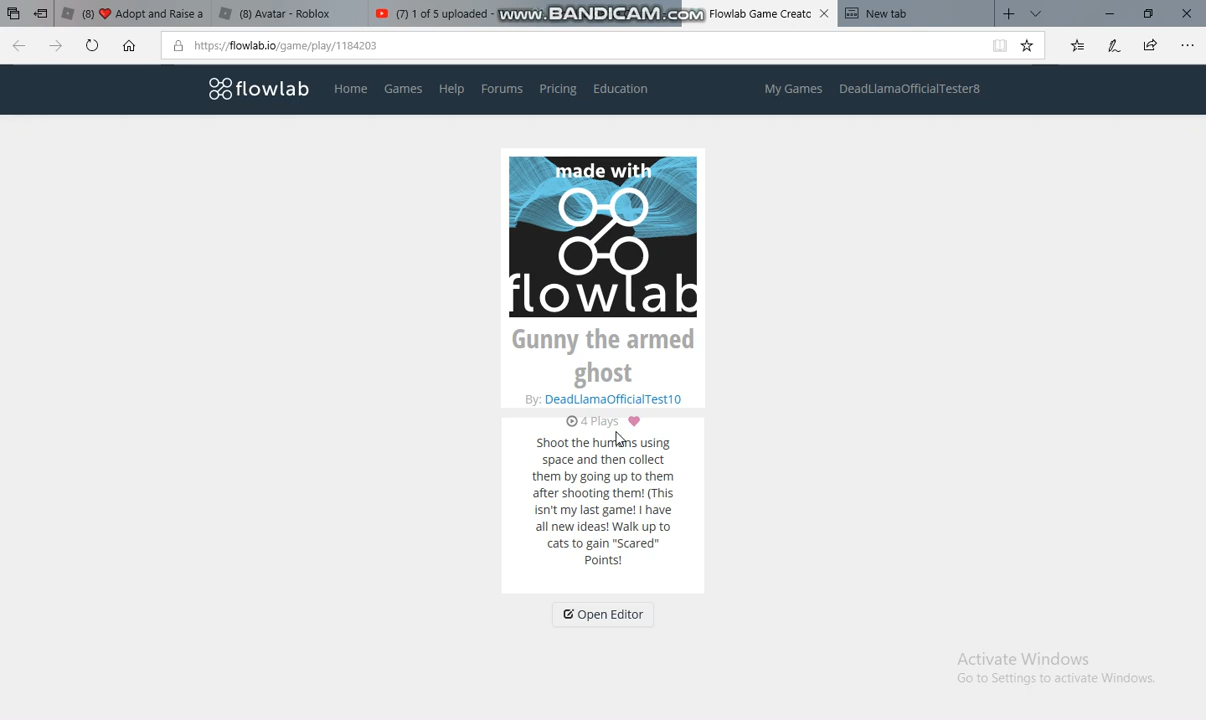 (8) ❤ Adopt and Raise a
(8) Avatar - Roblox
(7) 1 of 5 uploaded -
www.BANDICAM.com
Flowlab Game Creato
New tab
https://flowlab.io/game/play/1184203
flowlab
Home
Games
Help
Forums
Pricing
Education
My Games
DeadLlamaOfficialTester8
made with
flowlab
Gunny the armed
ghost
By: DeadLlamaOfficialTest10
4 Plays
Shoot the humans using
space and then collect
them by going up to them
after shooting them! (This
isn't my last game! I have
all new ideas! Walk up to
cats to gain "Scared"
Points!
Open Editor
Activate Windows
Go to Settings to activate Windows.